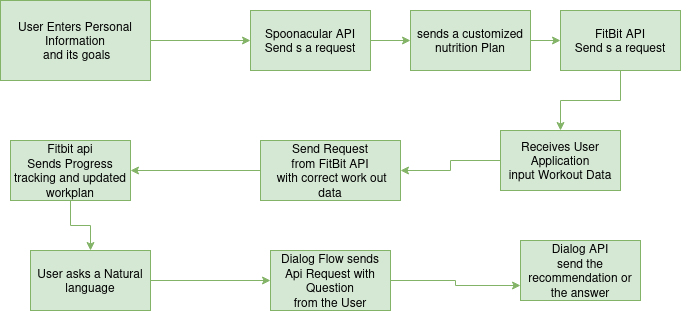 User Enters Personal
Information
and its goals
Spoonacular API
Send s a request
sends a customized
nutrition Plan
FitBit API
Send s a request
Receives User
Application
input Workout Data
Send Request
from FitBit API
with correct work out
data
Fitbit api
Sends Progress
tracking and updated
workplan
User asks a Natural
language
Dialog Flow sends
Api Request with
Question
from the User
Dialog API
send the
recommendation or
the answer